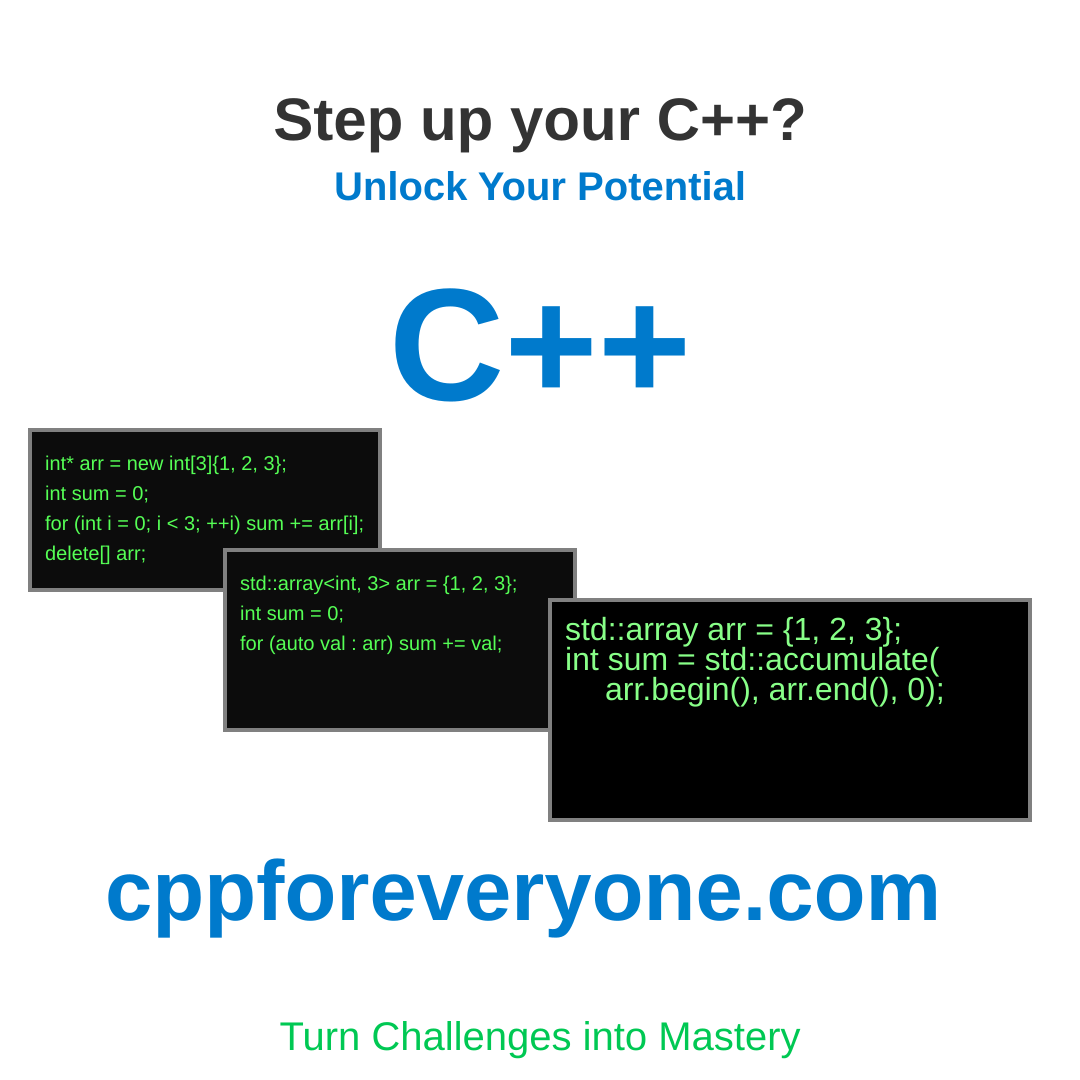 Step up your C++?
Unlock Your Potential
C++
int* arr = new int[3]{1, 2, 3};
int sum = 0;
for (int i = 0; i < 3; ++i) sum += arr[i];
delete[] arr;
std::array<int, 3> arr = {1, 2, 3};
int sum = 0;
for (auto val : arr) sum += val;
std::array arr = {1, 2, 3};
int sum = std::accumulate(
    arr.begin(), arr.end(), 0);
cppforeveryone.com
Turn Challenges into Mastery